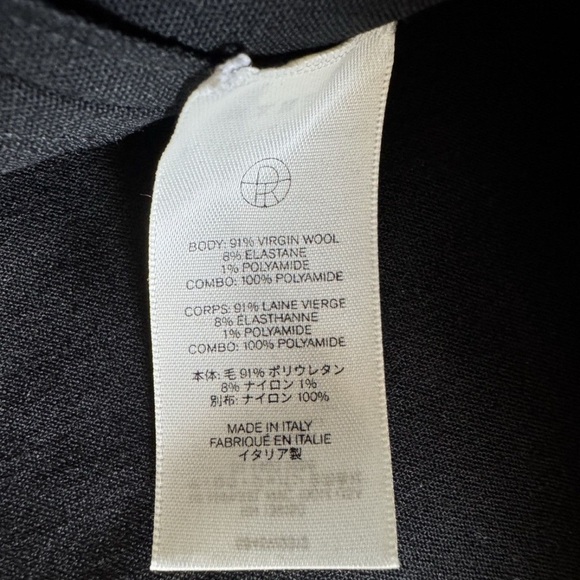 BODY: 91% VIRGIN WOOL
8% ELASTANE
1% POLYAMIDE
COMBO: 100% POLYAMIDE
CORPS: 91% LAINE VIERGE
8% ÉLASTHANNE
1% POLYAMIDE
COMBO: 100% POLYAMIDE
本体: 毛 91% ポリウレタン
8% ナイロン 1%
別布: ナイロン 100%
MADE IN ITALY
FABRIQUÉ EN ITALIE
イタリア製